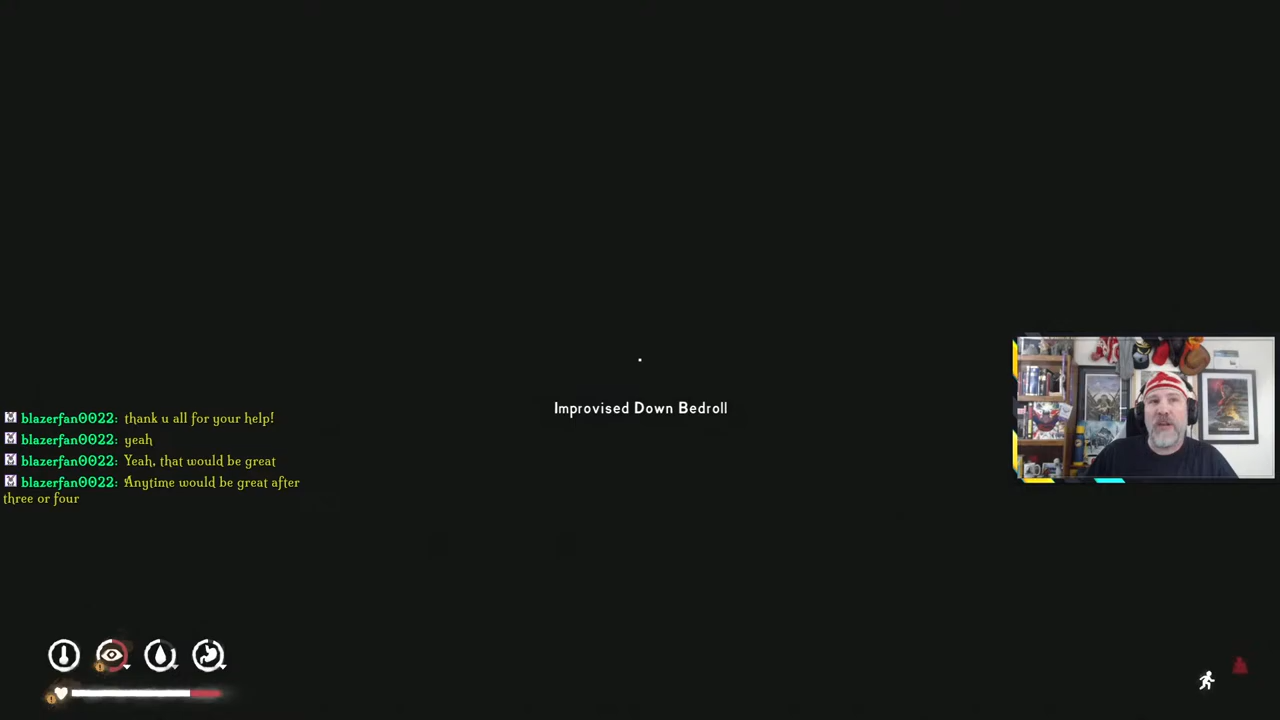 Improvised Down Bedroll
blazerfan0022: thank u all for your help!
blazerfan0022: yeah
blazerfan0022: Yeah, that would be great
blazerfan0022: Anytime would be great after
three or four